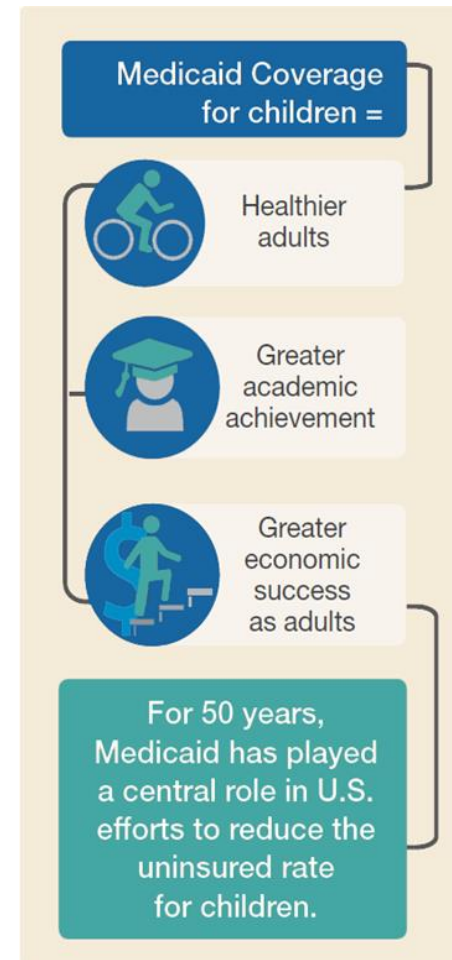 Medicaid Coverage
for children =
Healthier
adults
Greater
academic
achievement
Greater
economic
success
as adults
For 50 years,
Medicaid has played
a central role in U.S.
efforts to reduce the
uninsured rate
for children.